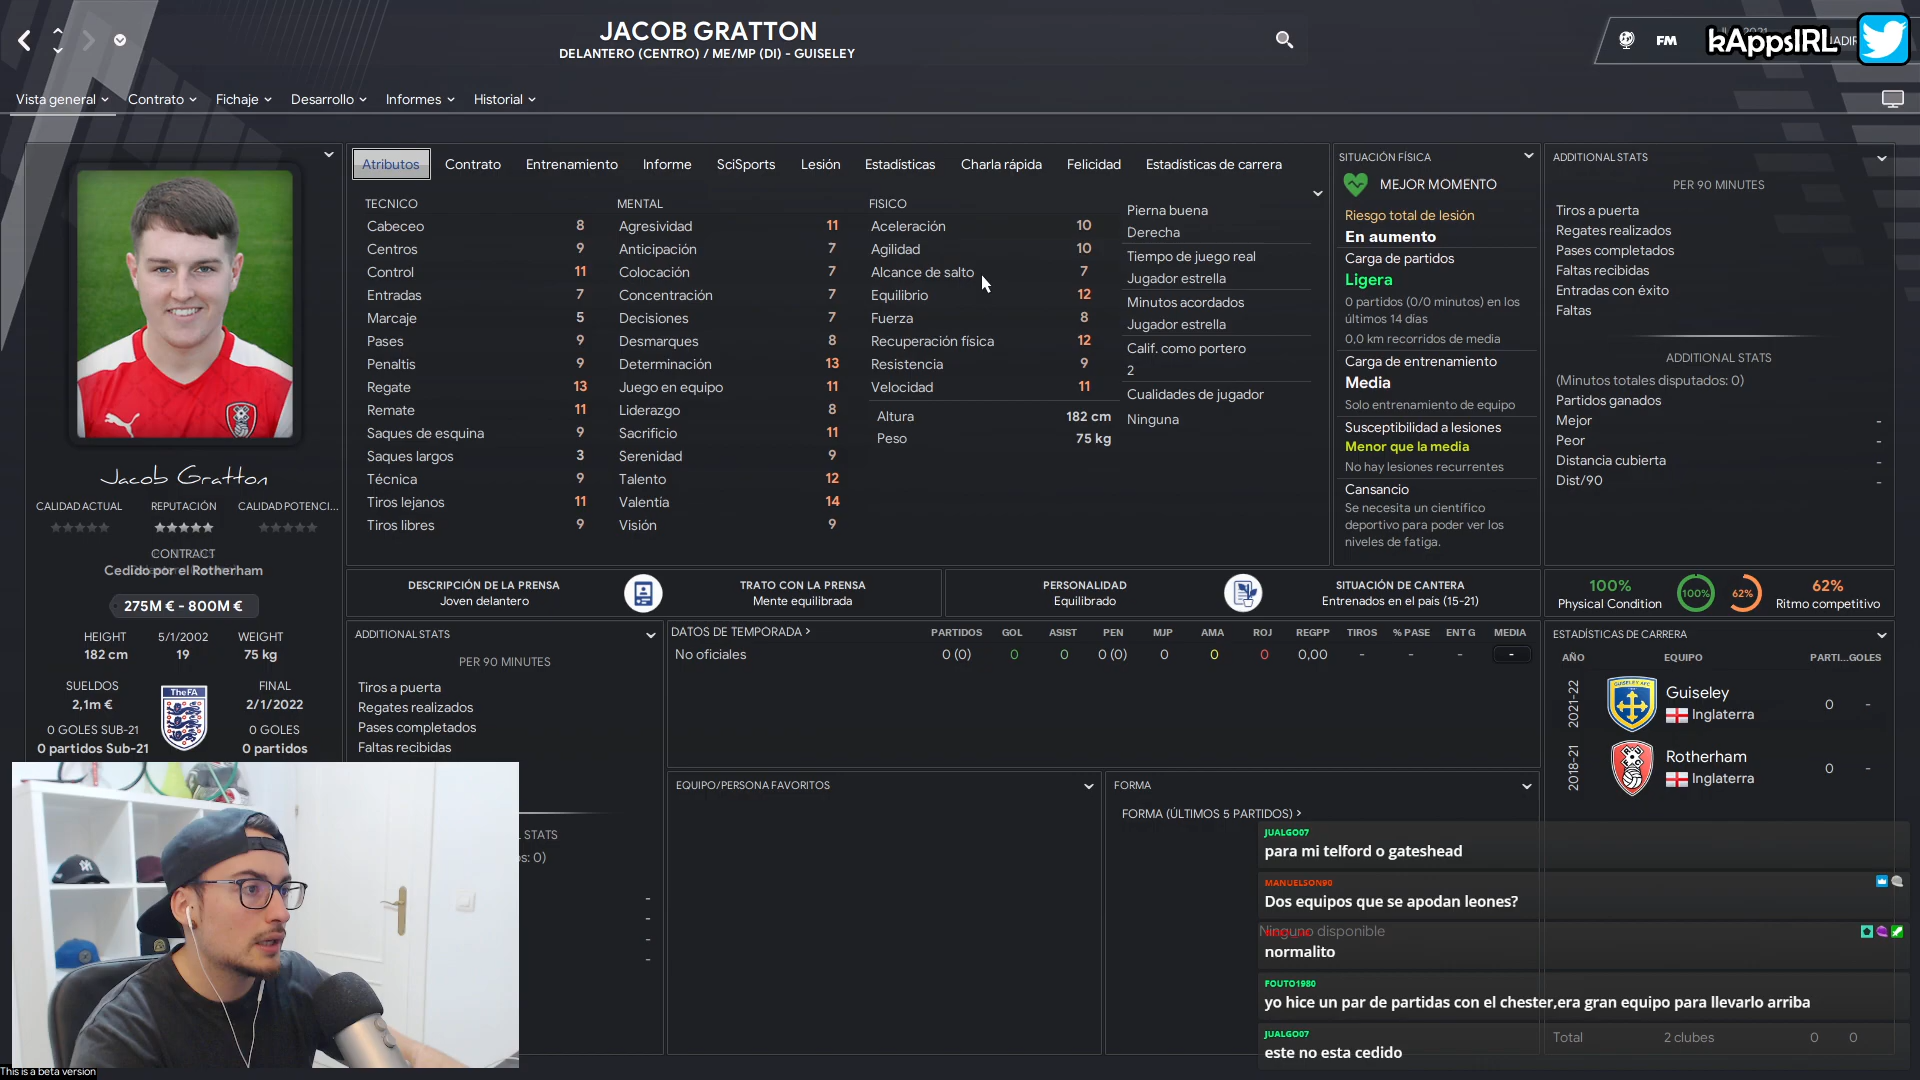 JACOB GRATTON
DELANTERO (CENTRO) / ME/MP (DI) - GUISELEY
FM
kAppsIRL
Vista general
Contrato
Fichaje
Desarrollo
Informes
Historial
Atributos
Contrato
Entrenamiento
Informe
SciSports
Lesión
Estadísticas
Charla rápida
Felicidad
Estadísticas de carrera
TECNICO
Cabeceo 8
Centros 9
Control 11
Entradas 7
Marcaje 5
Pases 9
Penaltis 9
Regate 13
Remate 11
Saques de esquina 9
Saques largos 3
Técnica 9
Tiros lejanos 11
Tiros libres 9
MENTAL
Agresividad 11
Anticipación 7
Colocación 7
Concentración 7
Decisiones 7
Desmarques 8
Determinación 13
Juego en equipo 11
Liderazgo 8
Sacrificio 11
Serenidad 9
Talento 12
Valentía 14
Visión 9
FISICO
Aceleración 10
Agilidad 10
Alcance de salto 7
Equilibrio 12
Fuerza 8
Recuperación física 12
Resistencia 9
Velocidad 11
Altura 182 cm
Peso 75 kg
Pierna buena
Derecha
Tiempo de juego real
Jugador estrella
Minutos acordados
Jugador estrella
Calif. como portero
2
Cualidades de jugador
Ninguna
SITUACIÓN FÍSICA
MEJOR MOMENTO
Riesgo total de lesión
En aumento
Carga de partidos
Ligera
0 partidos (0/0 minutos) en los
últimos 14 días
0,0 km recorridos de media
Carga de entrenamiento
Media
Solo entrenamiento de equipo
Susceptibilidad a lesiones
Menor que la media
No hay lesiones recurrentes
Cansancio
Se necesita un científico
deportivo para poder ver los
niveles de fatiga.
ADDITIONAL STATS
PER 90 MINUTES
Tiros a puerta
Regates realizados
Pases completados
Faltas recibidas
Entradas con éxito
Faltas
ADDITIONAL STATS
(Minutos totales disputados: 0)
Partidos ganados
Mejor -
Peor -
Distancia cubierta -
Dist/90 -
Jacob Gratton
CALIDAD ACTUAL
REPUTACIÓN
CALIDAD POTENCI...
CONTRACT
Cedido por el Rotherham
275M € - 800M €
HEIGHT 5/1/2002 WEIGHT
182 cm 19 75 kg
SUELDOS
2,1m €
0 GOLES SUB-21
0 partidos Sub-21
The FA
FINAL
2/1/2022
0 GOLES
0 partidos
DESCRIPCIÓN DE LA PRENSA
Joven delantero
TRATO CON LA PRENSA
Mente equilibrada
PERSONALIDAD
Equilibrado
SITUACIÓN DE CANTERA
Entrenados en el país (15-21)
100%
Physical Condition
100%
62%
62%
Ritmo competitivo
ADDITIONAL STATS
PER 90 MINUTES
Tiros a puerta
Regates realizados
Pases completados
Faltas recibidas
STATS
os: 0)
-
-
-
-
DATOS DE TEMPORADA > PARTIDOS GOL ASIST PEN MJP AMA ROJ REGPP TIROS % PASE ENT G MEDIA
No oficiales 0 (0) 0 0 0 (0) 0 0 0 0,00 - - - -
EQUIPO/PERSONA FAVORITOS
FORMA
FORMA (ÚLTIMOS 5 PARTIDOS) >
Ninguno disponible
ESTADÍSTICAS DE CARRERA
AÑO EQUIPO PARTI...GOLES
2021-22
GUISELEY AFC
Guiseley
Inglaterra
0 -
2018-21
Rotherham
Inglaterra
0 -
JUALGO07
para mi telford o gateshead
MANUELSON90
Dos equipos que se apodan leones?
normalito
FOUTO1980
yo hice un par de partidas con el chester,era gran equipo para llevarlo arriba
JUALGO07
este no esta cedido
Total 2 clubes 0 0
This is a beta version